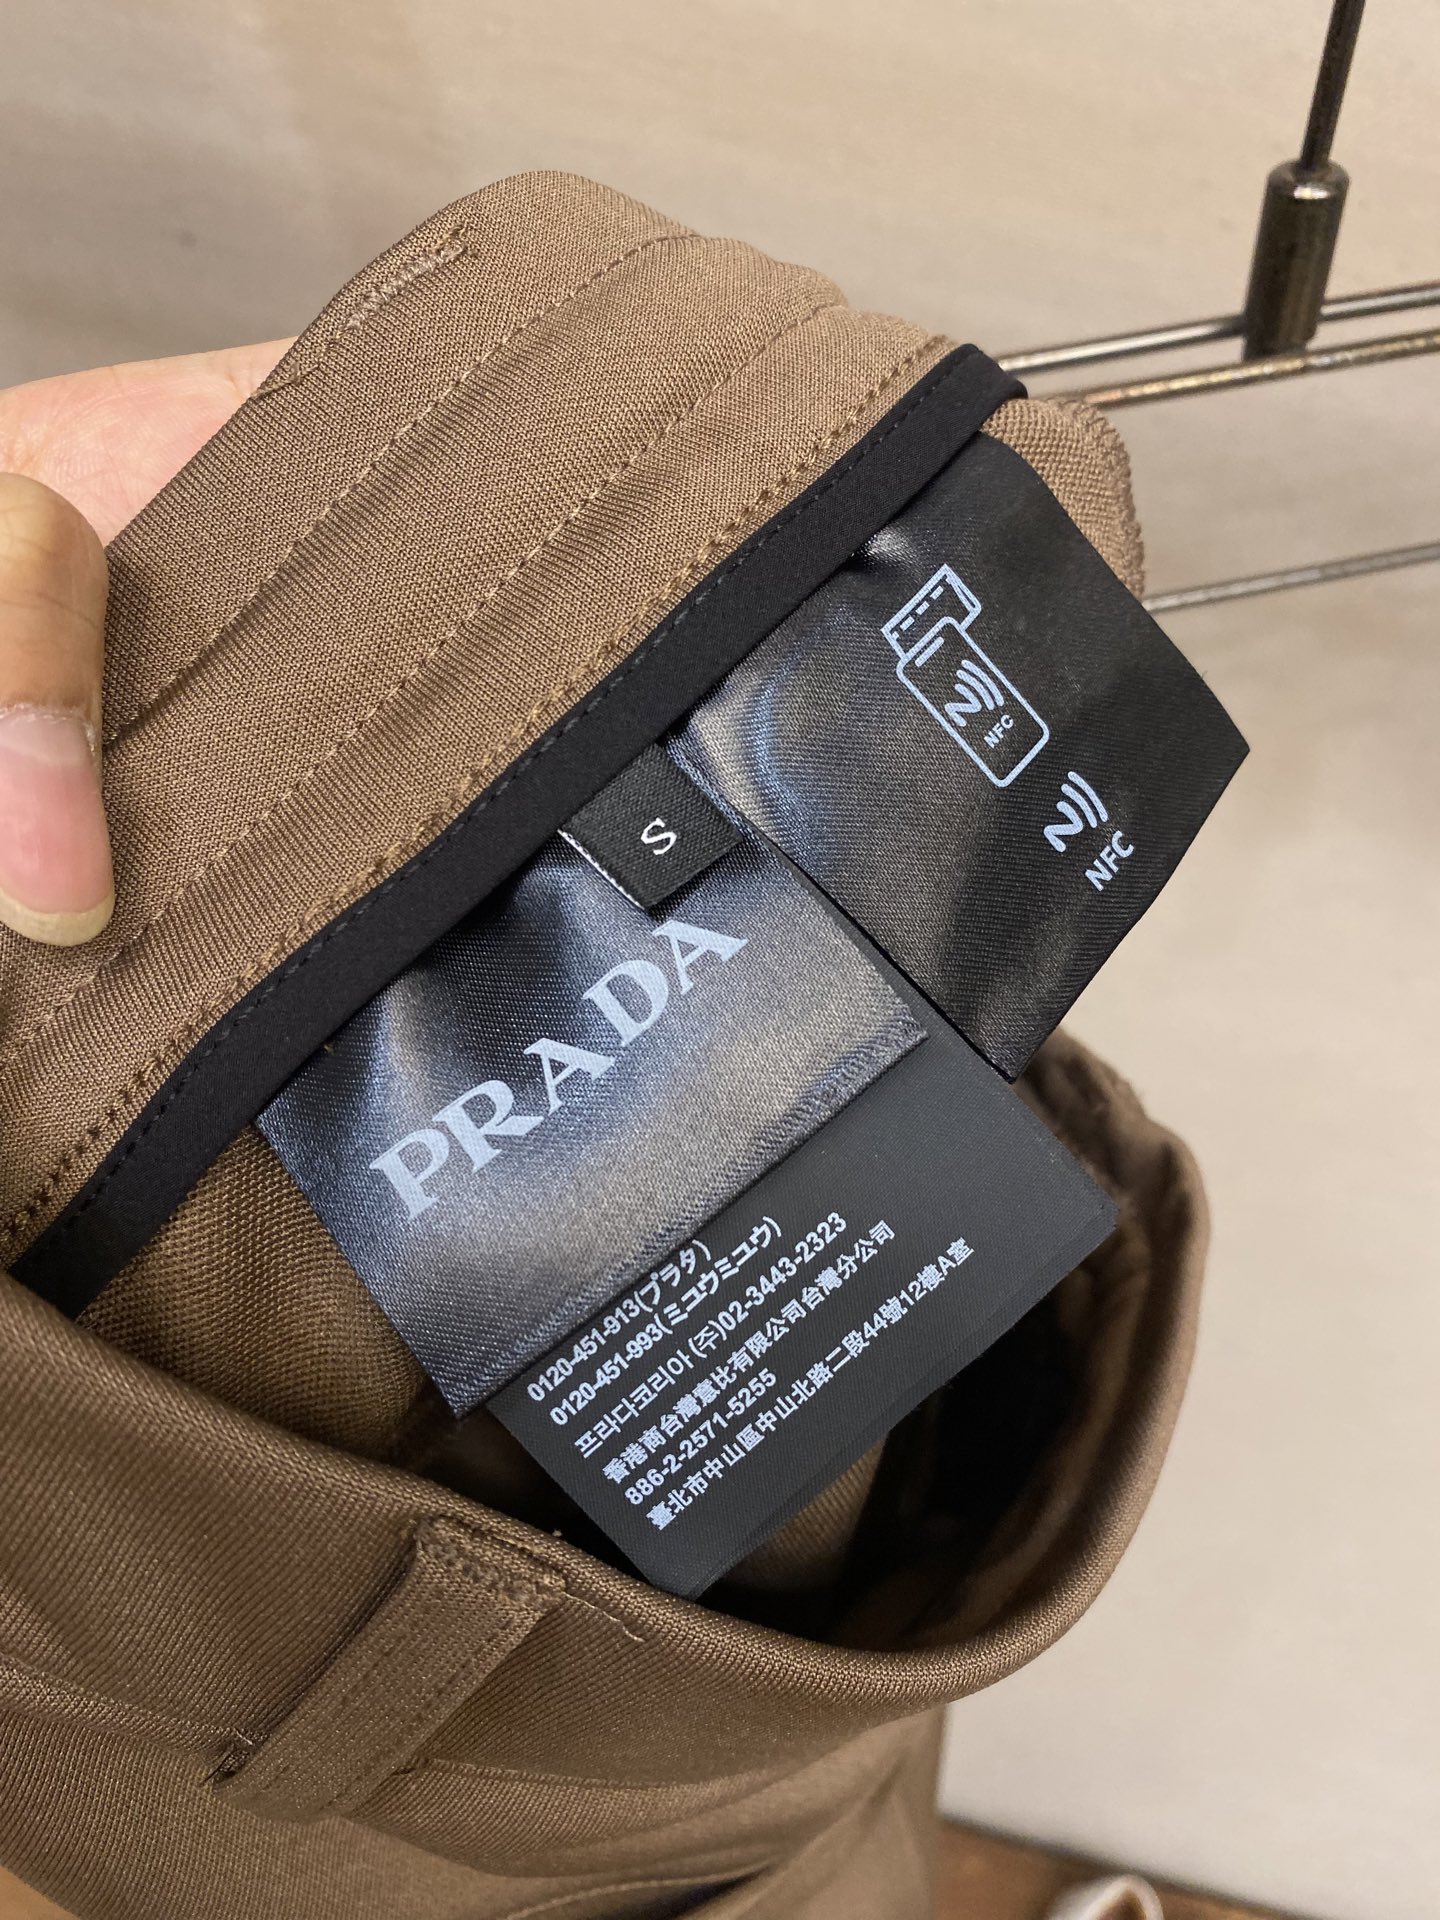 NFC
NFC
S
PRADA
0120-451-913(プラダ)
0120-451-993(ミュウミュウ)
프라다코리아 (주)02-3443-2323
香港商台灣意比有限公司台灣分公司
886-2-2571-5255
臺北市中山區中山北路二段44號12樓A室